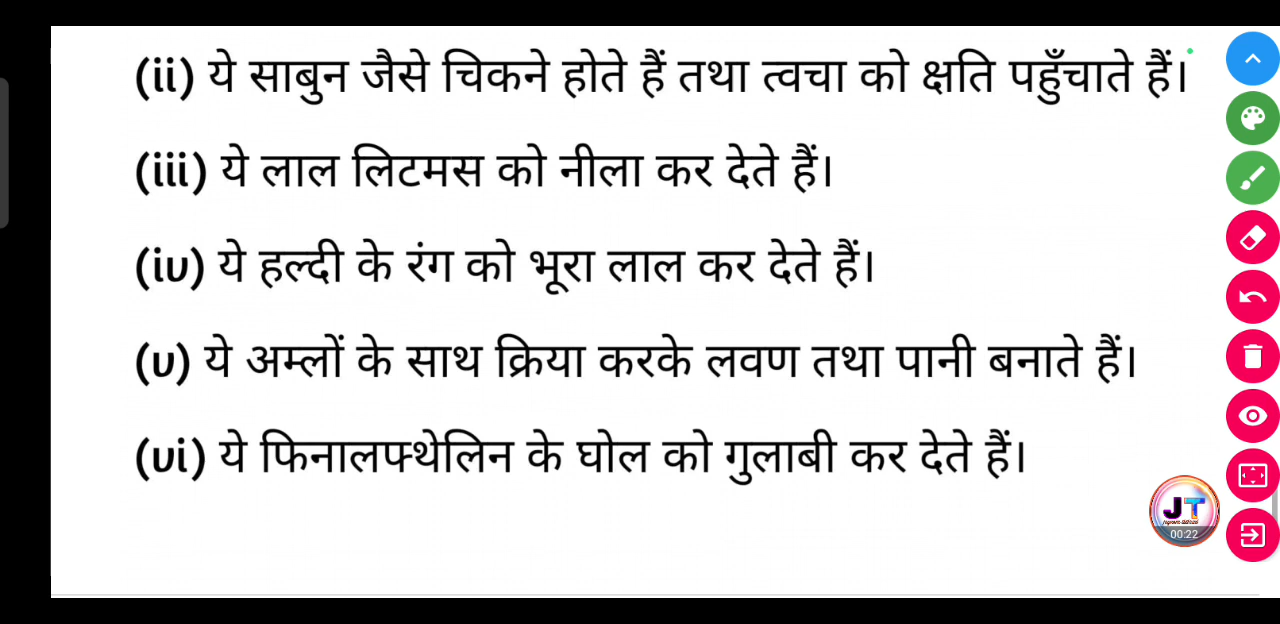 (ii) ये साबुन जैसे चिकने होते हैं तथा त्वचा को क्षति पहुँचाते हैं।
(iii) ये लाल लिटमस को नीला कर देते हैं।
(iv) ये हल्दी के रंग को भूरा लाल कर देते हैं।
(v) ये अम्लों के साथ क्रिया करके लवण तथा पानी बनाते हैं।
(vi) ये फिनालफ्थेलिन के घोल को गुलाबी कर देते हैं।
JT
00:22